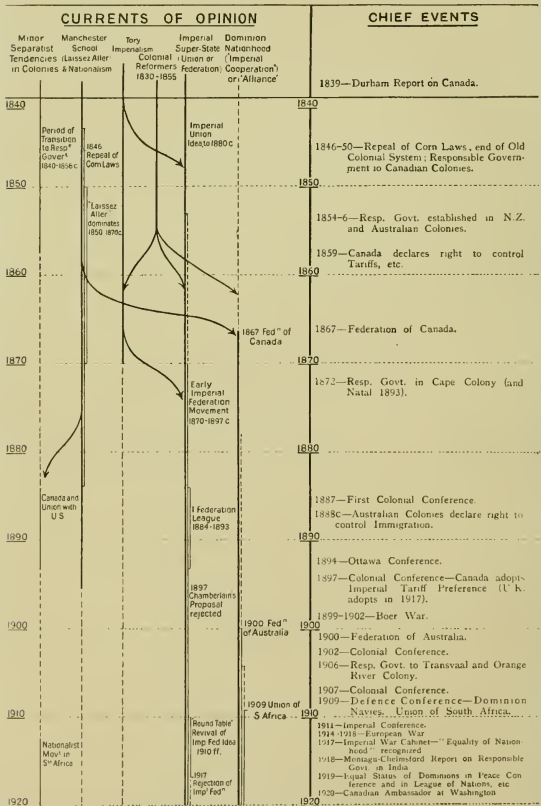 CURRENTS OF OPINION
Minor
Separatist
Tendencies
in Colonies
Manchester
School
(Laissez Aller
& Nationalism
Tory
Imperialism
Colonial
Reformers
1830-1855
Imperial
Super-State
(Union or
Federation)
Dominion
Nationhood
("Imperial
Cooperation")
or "Alliance"
1840
Period of
Transition
to Resp.
Govert
1840-1856 c
1846
Repeal of
Corn Laws
Imperial
Union
Idea to 1880 c
1850
"Laissez
Aller"
dominates
1850-1870c.
1860
1867 Fedn of
Canada
1870
Early
Imperial
Federation
Movement
1870-1897 c
1880
Canada and
Union with
U S
I Federation
League
1884-1893
1890
1897
Chamberlain's
Proposal
rejected
1900
1900 Fedn
of Australia
1909 Union of
S Africa
1910
"Round Table"
Revival of
Imp Fed Idea
1910 ff.
Nationalist
Movt in
Sth Africa
1917
Rejection of
Impl Fedn
1920
CHIEF EVENTS
1839—Durham Report on Canada.
1840
1846-50—Repeal of Corn Laws, end of Old
Colonial System; Responsible Govern-
ment in Canadian Colonies.
1850
1854-6—Resp. Govt. established in N.Z.
and Australian Colonies.
1859—Canada declares right to control
Tariffs, etc.
1860
1867—Federation of Canada.
1870
1872—Resp. Govt. in Cape Colony (and
Natal 1893).
1880
1887—First Colonial Conference.
1888c—Australian Colonies declare right to
control Immigration.
1890
1894—Ottawa Conference.
1897—Colonial Conference—Canada adopts
Imperial Tariff Preference (U K.
adopts in 1917).
1899-1902—Boer War.
1900
1900—Federation of Australia.
1902—Colonial Conference.
1906—Resp. Govt. to Transvaal and Orange
River Colony.
1907—Colonial Conference.
1909—Defence Conference—Dominion
Navies. Union of South Africa.
1910
1911—Imperial Conference.
1914-1918—European War
1917—Imperial War Cabinet—"Equality of Nation-
hood" recognized
1918—Montagu-Chelmsford Report on Responsible
Govt. in India
1919—Equal Status of Dominions in Peace Con
ference and in League of Nations, etc
1920—Canadian Ambassador at Washington
1920